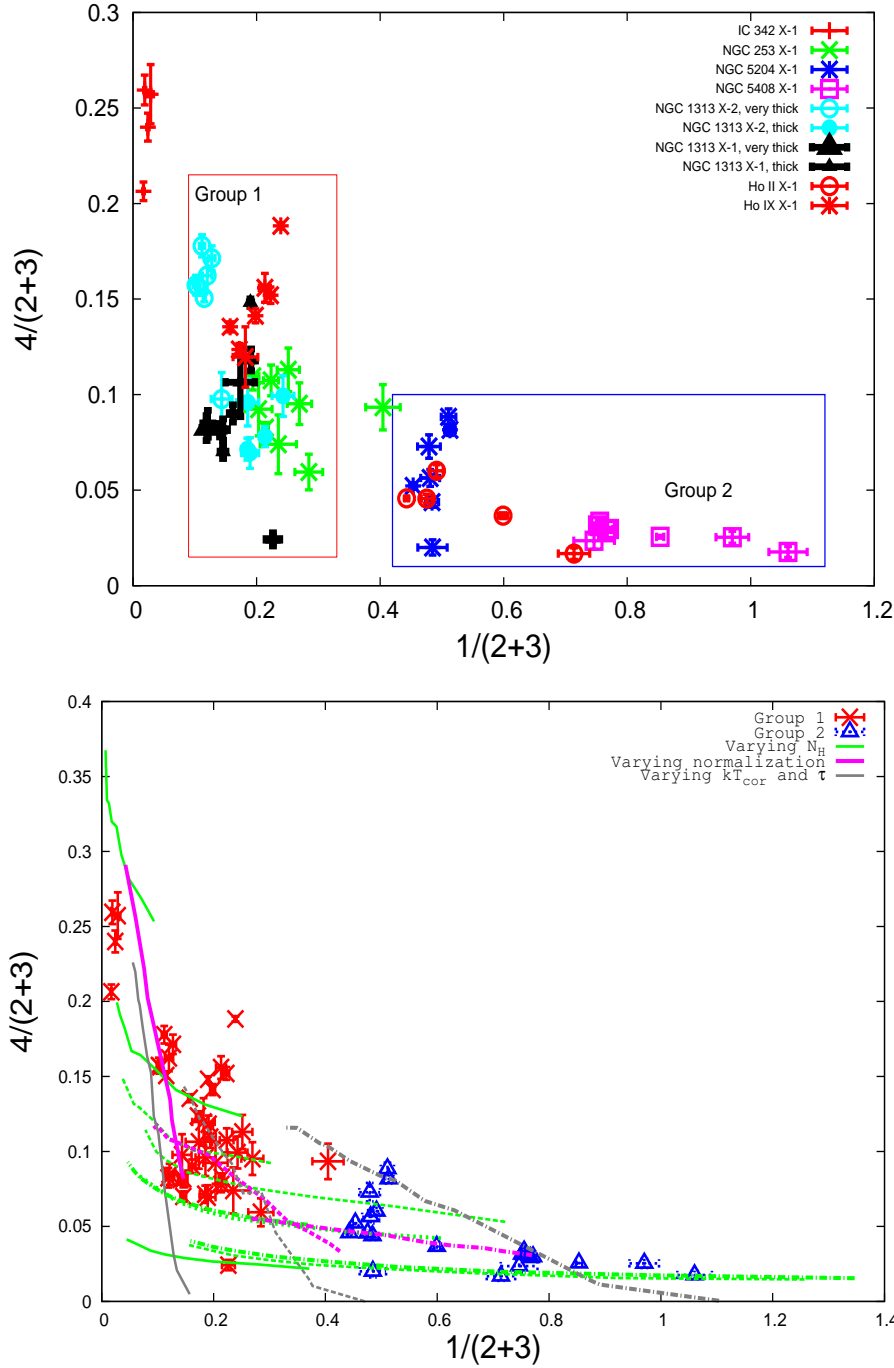 0.3
0.25
0.2
0.15
0.1
0.05
0
4/(2+3)
IC 342 X-1
NGC 253 X-1
NGC 5204 X-1
NGC 5408 X-1
NGC 1313 X-2, very thick
NGC 1313 X-2, thick
NGC 1313 X-1, very thick
NGC 1313 X-1, thick
Ho II X-1
Ho IX X-1
Group 1
Group 2
0 0.2 0.4 0.6 0.8 1 1.2
1/(2+3)
0.4
0.35
0.3
0.25
0.2
0.15
0.1
0.05
0
4/(2+3)
Group 1
Group 2
Varying N_H
Varying normalization
Varying kT_cor and τ
0 0.2 0.4 0.6 0.8 1 1.2 1.4
1/(2+3)